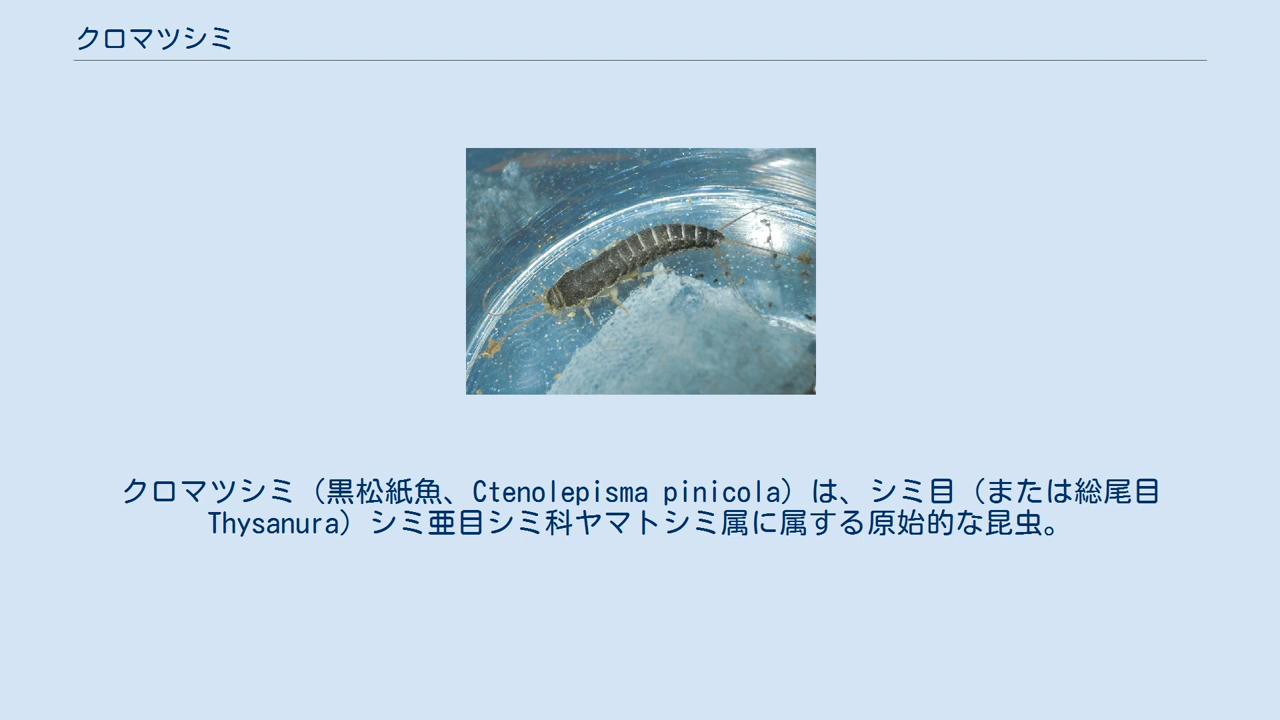 クロマツシミ
クロマツシミ（黒松紙魚、Ctenolepisma pinicola）は、シミ目（または総尾目
Thysanura）シミ亜目シミ科ヤマトシミ属に属する原始的な昆虫。